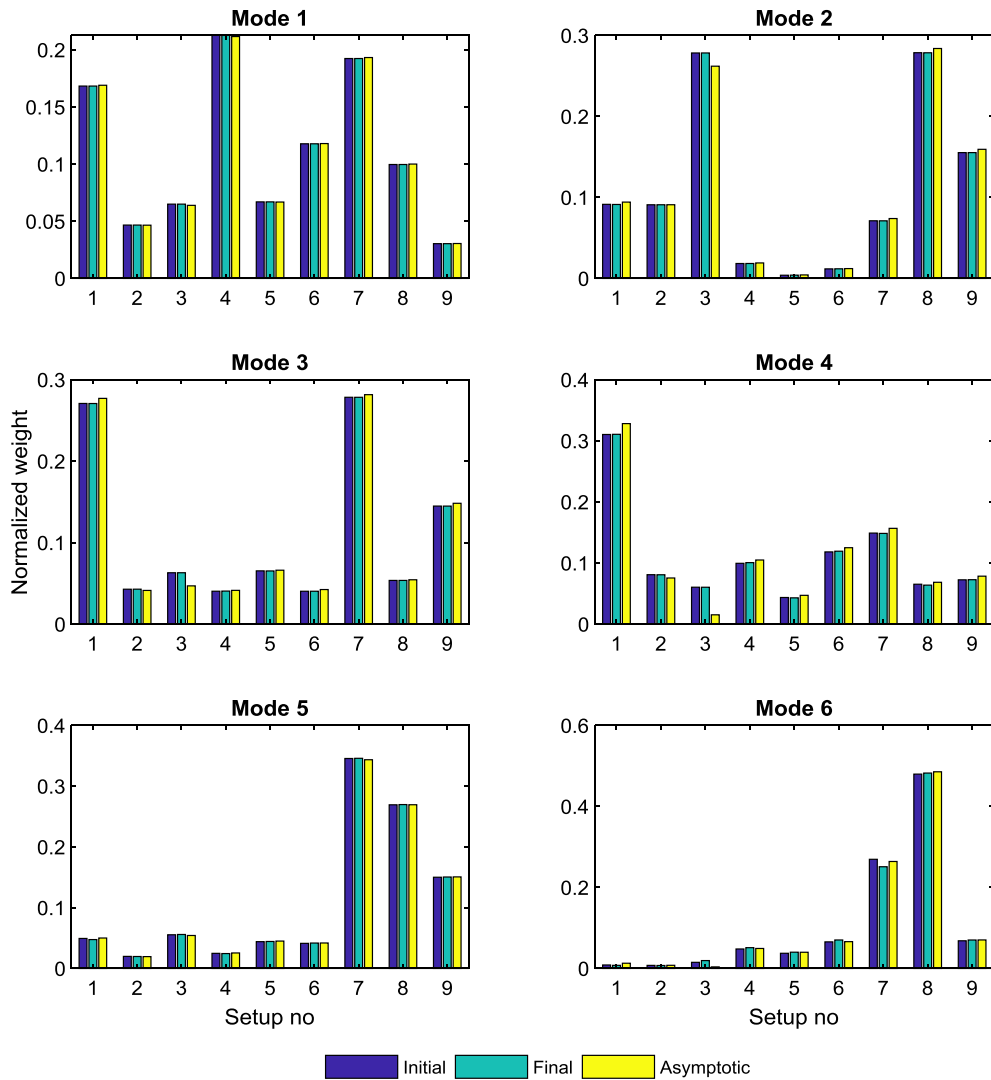 Mode 1
0.2
0.15
0.1
0.05
0
1 2 3 4 5 6 7 8 9
Mode 2
0.3
0.2
0.1
0
1 2 3 4 5 6 7 8 9
Mode 3
Normalized weight
0.3
0.2
0.1
0
1 2 3 4 5 6 7 8 9
Mode 4
0.4
0.3
0.2
0.1
0
1 2 3 4 5 6 7 8 9
Mode 5
0.4
0.3
0.2
0.1
0
1 2 3 4 5 6 7 8 9
Setup no
Mode 6
0.6
0.4
0.2
0
1 2 3 4 5 6 7 8 9
Setup no
Initial Final Asymptotic